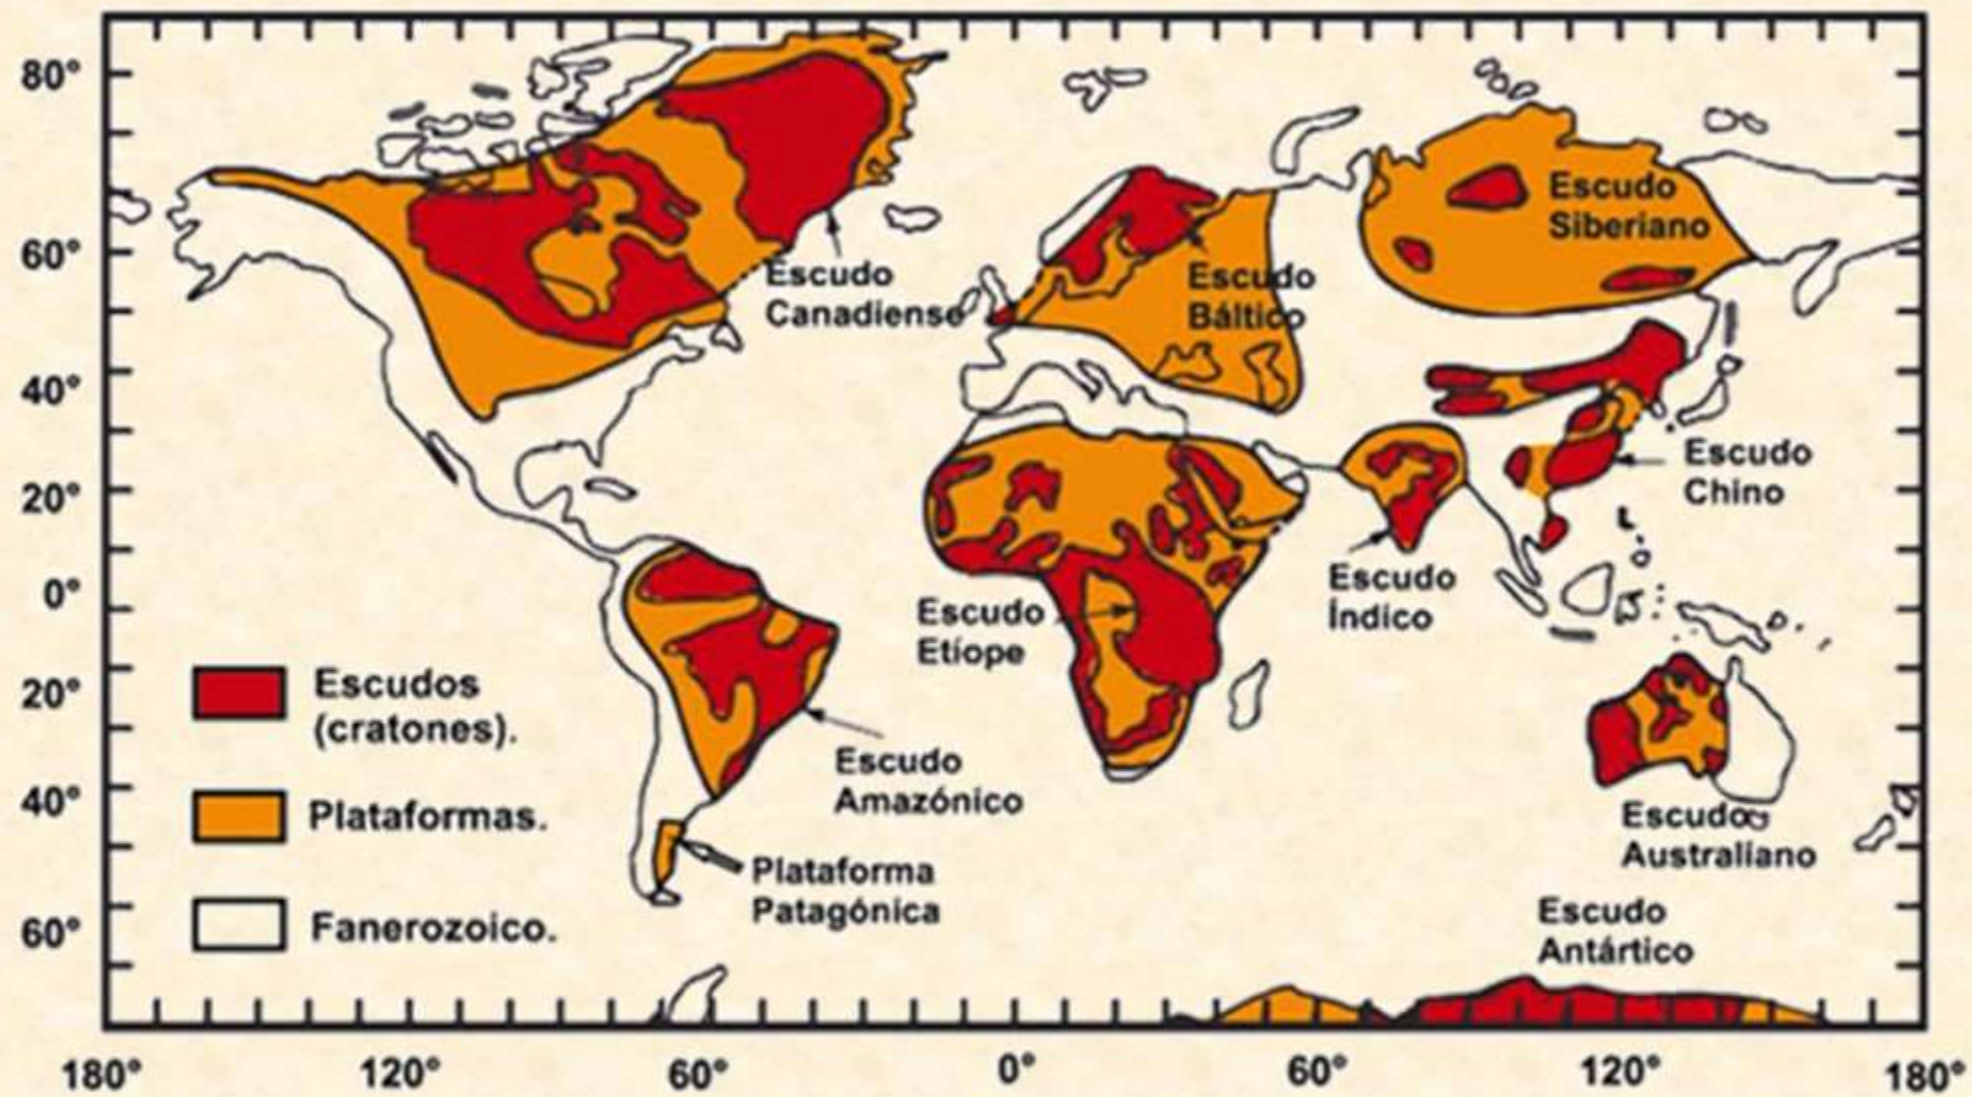 80°
60°
40°
20°
0°
20°
40°
60°
180°
120°
60°
0°
60°
120°
180°
Escudo
Canadiense
Escudo
Báltico
Escudo
Siberiano
Escudo
Chino
Escudo
Índico
Escudo
Etíope
Escudo
Amazónico
Plataforma
Patagónica
Escudo
Australiano
Escudo
Antártico
Escudos
(cratones).
Plataformas.
Fanerozoico.